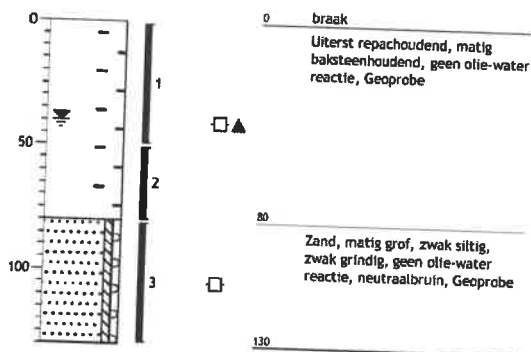 0
50
100
1
2
3
0 braak
Uiterst repachoudend, matig
baksteenhoudend, geen olie-water
reactie, Geoprobe
80
Zand, matig grof, zwak siltig,
zwak grindig, geen olie-water
reactie, neutraalbruin, Geoprobe
130